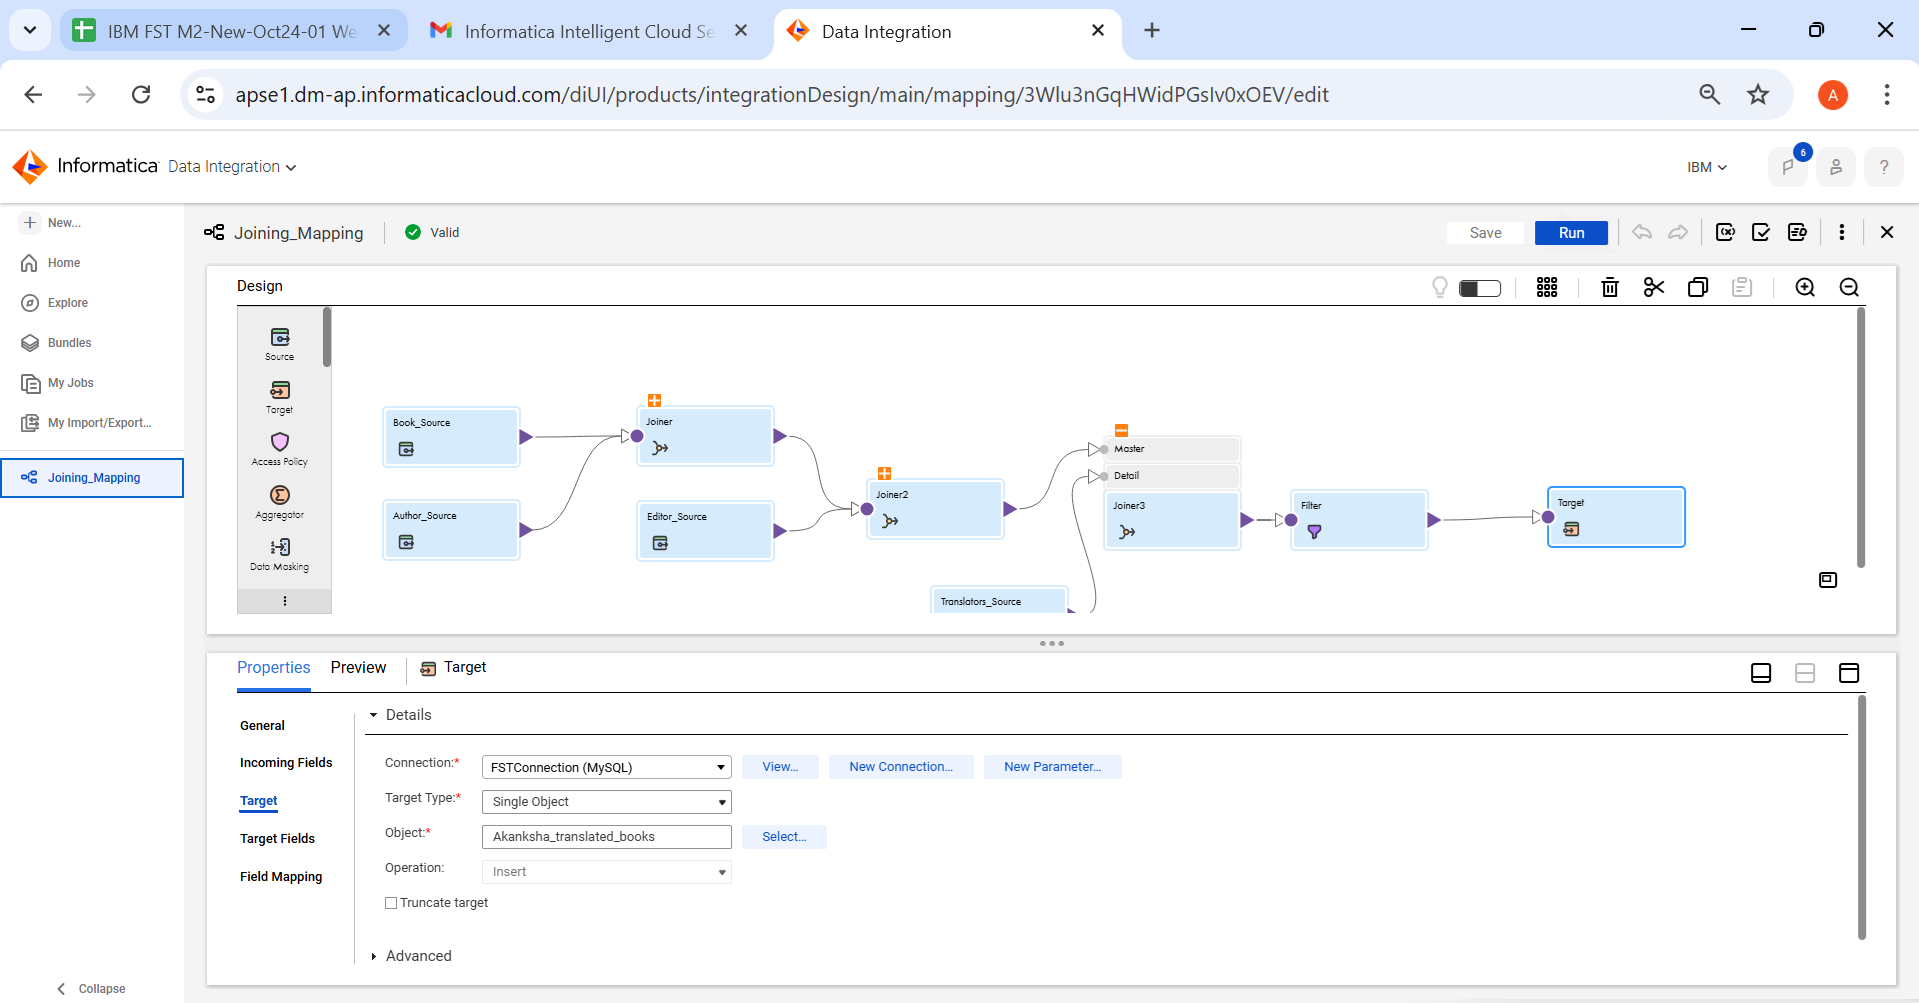 IBM FST M2-New-Oct24-01 We
Informatica Intelligent Cloud Se
Data Integration
apse1.dm-ap.informaticacloud.com/diUI/products/integrationDesign/main/mapping/3Wlu3nGqHWidPGsIv0xOEV/edit
A
Informatica Data Integration
IBM
6
?
New...
Home
Explore
Bundles
My Jobs
My Import/Export...
Joining_Mapping
Collapse
Joining_Mapping
Valid
Save
Run
Design
Source
Target
Access Policy
Aggregator
Data Masking
Book_Source
Author_Source
Joiner
Editor_Source
Joiner2
Master
Detail
Joiner3
Translators_Source
Filter
Target
Properties
Preview
Target
General
Incoming Fields
Target
Target Fields
Field Mapping
Details
Connection:* FSTConnection (MySQL) View... New Connection... New Parameter...
Target Type:* Single Object
Object:* Akanksha_translated_books Select...
Operation: Insert
Truncate target
Advanced